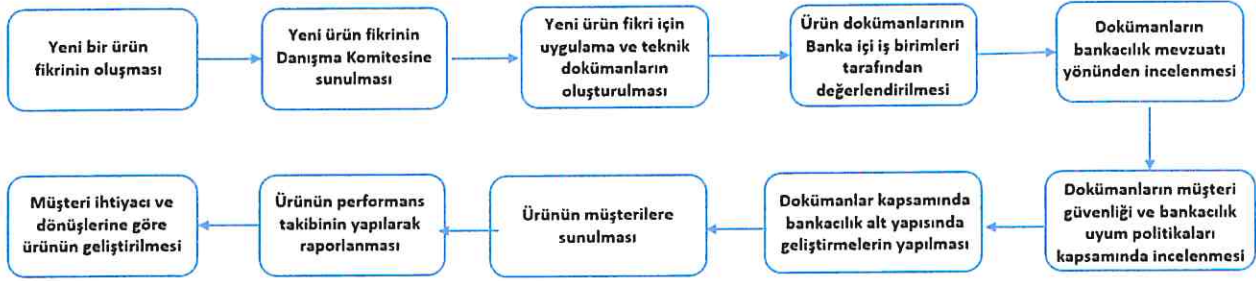 Yeni bir ürün
fikrinin oluşması
Yeni ürün fikrinin
Danışma Komitesine
sunulması
Yeni ürün fikri için
uygulama ve teknik
dokümanların
oluşturulması
Ürün dokümanlarının
Banka içi iş birimleri
tarafından
değerlendirilmesi
Dokümanların
bankacılık mevzuatı
yönünden incelenmesi
Dokümanların müşteri
güvenliği ve bankacılık
uyum politikaları
kapsamında incelenmesi
Dokümanlar kapsamında
bankacılık alt yapısında
geliştirmelerin yapılması
Ürünün müşterilere
sunulması
Ürünün performans
takibinin yapılarak
raporlanması
Müşteri ihtiyacı ve
dönüşlerine göre
ürünün geliştirilmesi